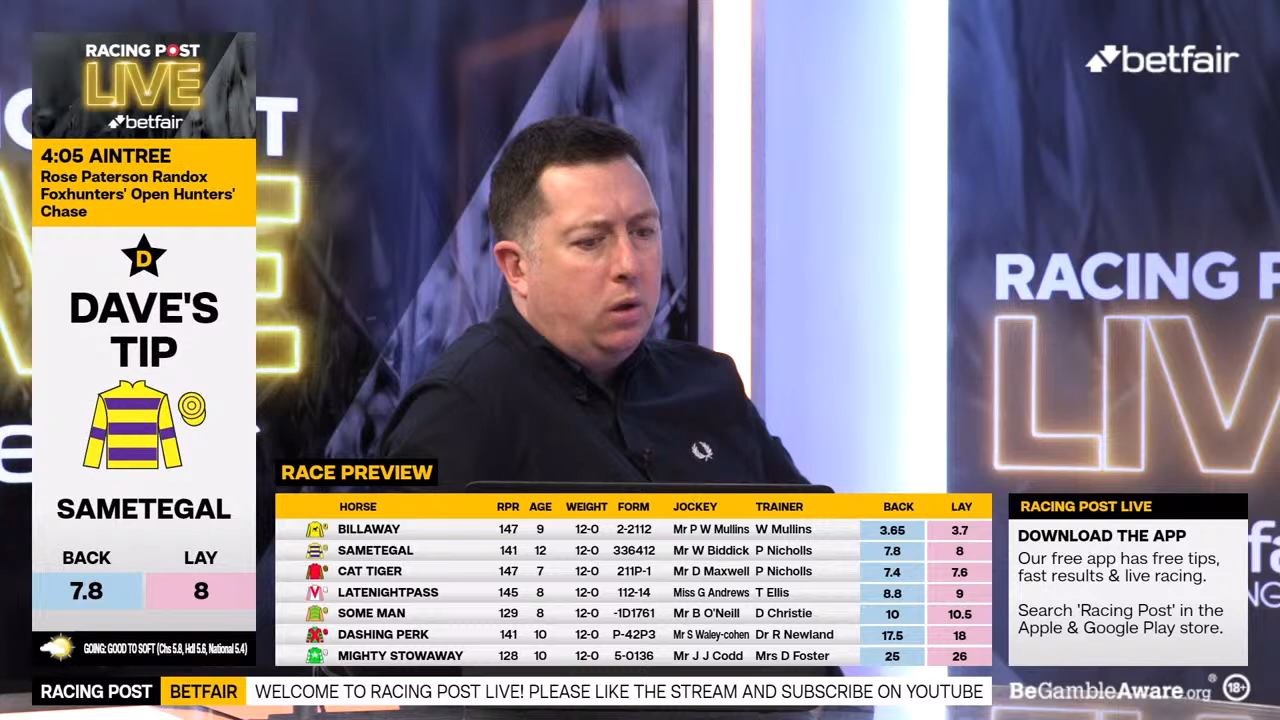 RACING POST
LIVE
betfair
4:05 AINTREE
Rose Paterson Randox
Foxhunters' Open Hunters'
Chase
D
DAVE'S
TIP
SAMETEGAL
BACK LAY
7.8 8
GOING: GOOD TO SOFT (Chs 5.8, Hdl 5.6, National 5.4)
betfair
RACING P
LIV
RACE PREVIEW
HORSE RPR AGE WEIGHT FORM JOCKEY TRAINER BACK LAY
BILLAWAY 147 9 12-0 2-2112 Mr P W Mullins W Mullins 3.65 3.7
SAMETEGAL 141 12 12-0 336412 Mr W Biddick P Nicholls 7.8 8
CAT TIGER 147 7 12-0 211P-1 Mr D Maxwell P Nicholls 7.4 7.6
LATENIGHTPASS 145 8 12-0 112-14 Miss G Andrews T Ellis 8.8 9
SOME MAN 129 8 12-0 -1D1761 Mr B O'Neill D Christie 10 10.5
DASHING PERK 141 10 12-0 P-42P3 Mr S Waley-cohen Dr R Newland 17.5 18
MIGHTY STOWAWAY 128 10 12-0 5-0136 Mr J J Codd Mrs D Foster 25 26
RACING POST LIVE
DOWNLOAD THE APP
Our free app has free tips,
fast results & live racing.
Search 'Racing Post' in the
Apple & Google Play store.
RACING POST BETFAIR WELCOME TO RACING POST LIVE! PLEASE LIKE THE STREAM AND SUBSCRIBE ON YOUTUBE
BeGambleAware.org® 18+